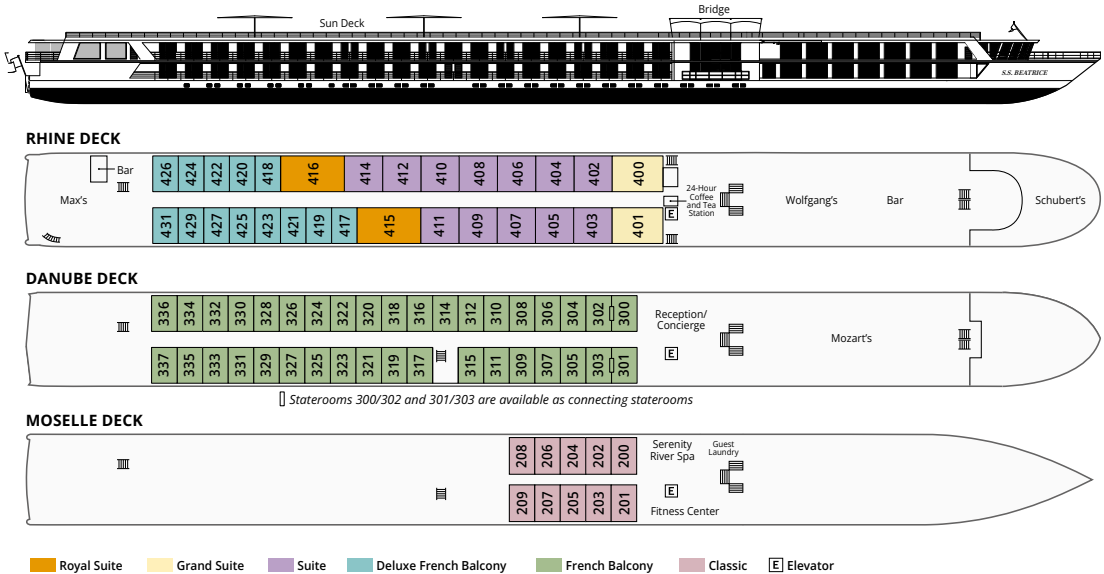 Bridge
Sun Deck
S.S. BEATRICE
RHINE DECK
426 424 422 420 418 416 414 412 410 408 406 404 402 400
Bar
Max's
24-Hour
Coffee
and Tea
Station
E
Wolfgang's
Bar
Schubert's
431 429 427 425 423 421 419 417 415 411 409 407 405 403 401
DANUBE DECK
336 334 332 330 328 326 324 322 320 318 316 314 312 310 308 306 304 302 300
Reception/
Concierge
E
Mozart's
337 335 333 331 329 327 325 323 321 319 317 315 311 309 307 305 303 301
Staterooms 300/302 and 301/303 are available as connecting staterooms
MOSELLE DECK
208 206 204 202 200
Serenity
River Spa
Guest
Laundry
E
209 207 205 203 201
Fitness Center
Royal Suite
Grand Suite
Suite
Deluxe French Balcony
French Balcony
Classic
E Elevator